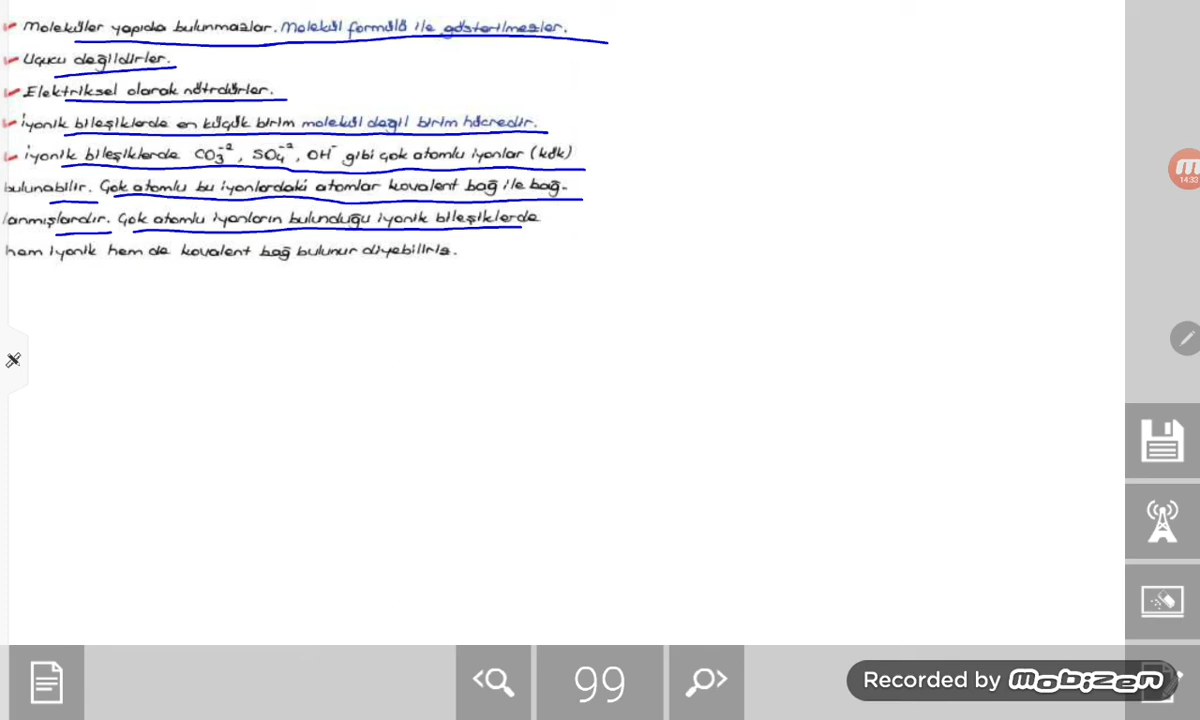 Moleküler yapıda bulunmazlar. Molekül formülü ile gösterilmezler.
Uçucu değildirler.
Elektriksel olarak nötrdürler.
İyonik bileşiklerde en küçük birim molekül değil birim hücredir.
İyonik bileşiklerde CO₃⁻², SO₄⁻², OH⁻ gibi çok atomlu iyonlar (kök)
bulunabilir. Çok atomlu bu iyonlardaki atomlar kovalent bağ ile bağ-
lanmışlardır. Çok atomlu iyonların bulunduğu iyonik bileşiklerde
hem iyonik hem de kovalent bağ bulunur diyebiliriz.
14:33
99
Recorded by mobizen